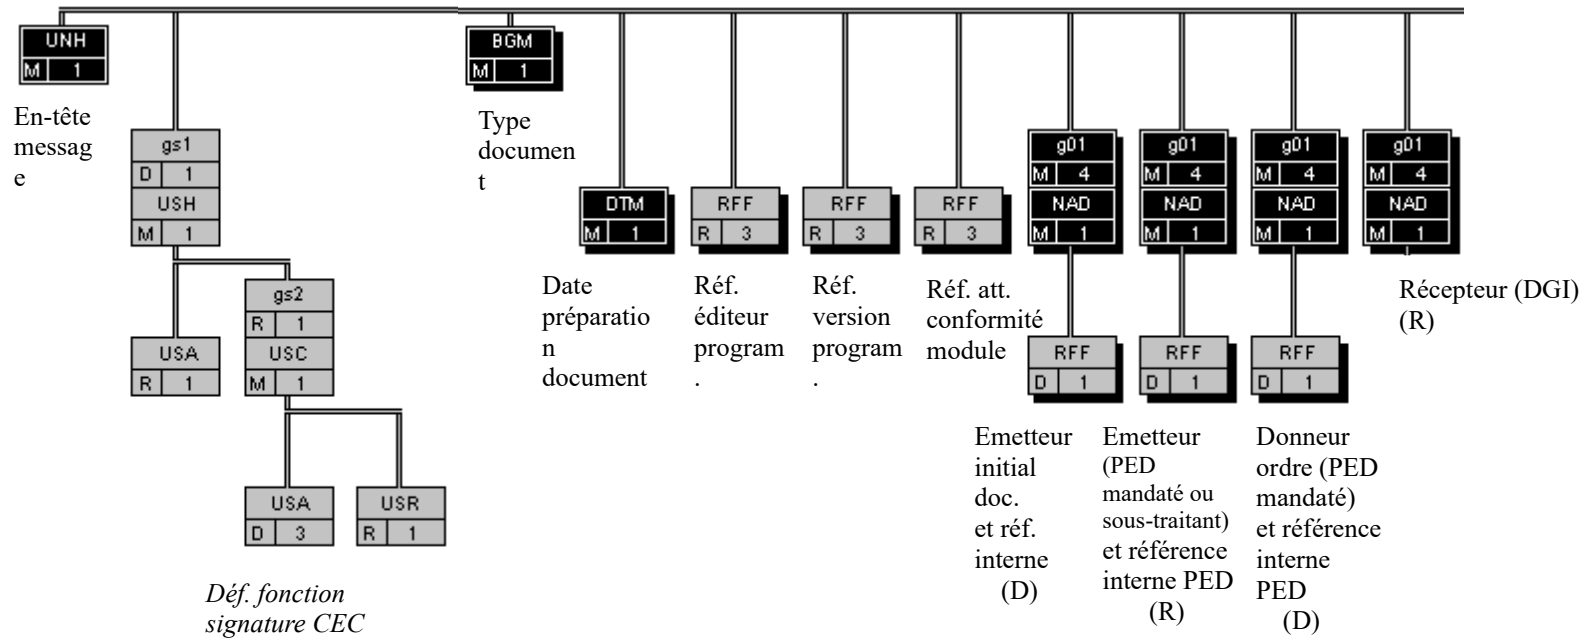 UNH
M 1
En-tête
messag
e
gs1
D 1
USH
M 1
USA
R 1
gs2
R 1
USC
M 1
USA
D 3
USR
R 1
Déf. fonction
signature CEC
BGM
M 1
Type
documen
t
DTM
M 1
Date
préparatio
n
document
RFF
R 3
Réf.
éditeur
program
.
RFF
R 3
Réf.
version
program
.
RFF
R 3
Réf. att.
conformité
module
g01
M 4
NAD
M 1
RFF
D 1
Emetteur
initial
doc.
et réf.
interne
(D)
g01
M 4
NAD
M 1
RFF
D 1
Emetteur
(PED
mandaté ou
sous-traitant)
et référence
interne PED
(R)
g01
M 4
NAD
M 1
RFF
D 1
Donneur
ordre (PED
mandaté)
et référence
interne
PED
(D)
g01
M 4
NAD
M 1
Récepteur (DGI)
(R)